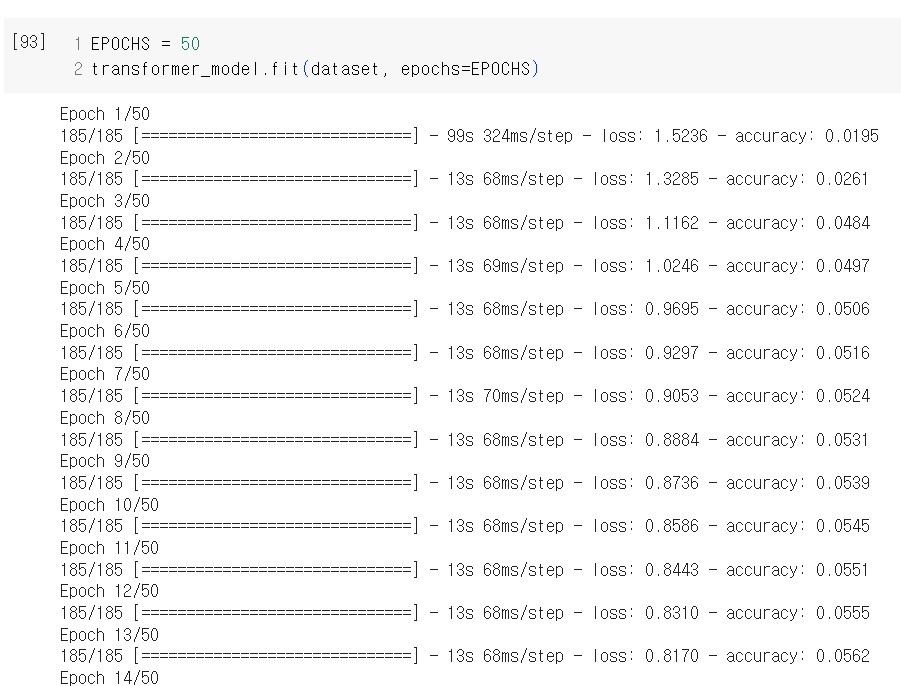 [93] 1 EPOCHS = 50
2 transformer_model.fit(dataset, epochs=EPOCHS)
Epoch 1/50
185/185 [==============================] - 99s 324ms/step - loss: 1.5236 - accuracy: 0.0195
Epoch 2/50
185/185 [==============================] - 13s 68ms/step - loss: 1.3285 - accuracy: 0.0261
Epoch 3/50
185/185 [==============================] - 13s 68ms/step - loss: 1.1162 - accuracy: 0.0484
Epoch 4/50
185/185 [==============================] - 13s 69ms/step - loss: 1.0246 - accuracy: 0.0497
Epoch 5/50
185/185 [==============================] - 13s 68ms/step - loss: 0.9695 - accuracy: 0.0506
Epoch 6/50
185/185 [==============================] - 13s 68ms/step - loss: 0.9297 - accuracy: 0.0516
Epoch 7/50
185/185 [==============================] - 13s 70ms/step - loss: 0.9053 - accuracy: 0.0524
Epoch 8/50
185/185 [==============================] - 13s 68ms/step - loss: 0.8884 - accuracy: 0.0531
Epoch 9/50
185/185 [==============================] - 13s 68ms/step - loss: 0.8736 - accuracy: 0.0539
Epoch 10/50
185/185 [==============================] - 13s 68ms/step - loss: 0.8586 - accuracy: 0.0545
Epoch 11/50
185/185 [==============================] - 13s 68ms/step - loss: 0.8443 - accuracy: 0.0551
Epoch 12/50
185/185 [==============================] - 13s 68ms/step - loss: 0.8310 - accuracy: 0.0555
Epoch 13/50
185/185 [==============================] - 13s 68ms/step - loss: 0.8170 - accuracy: 0.0562
Epoch 14/50